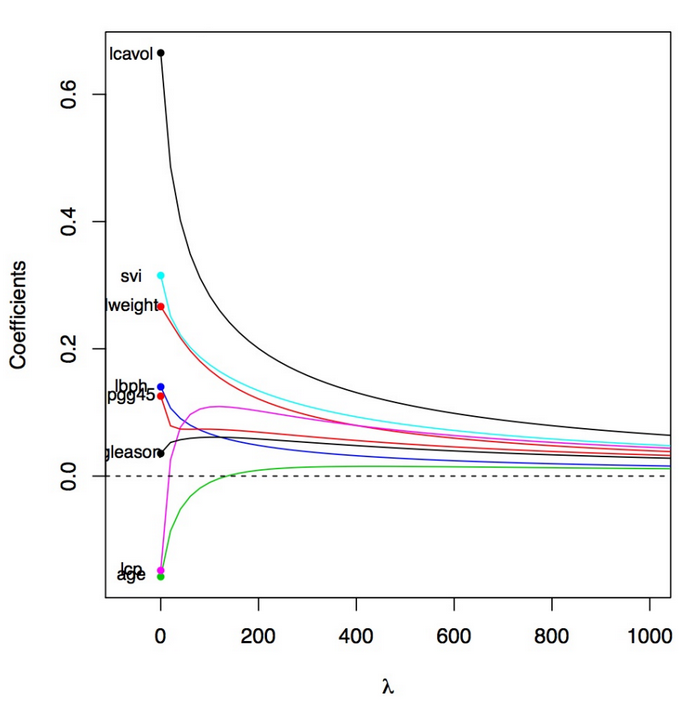 lcavol
0.6
0.4
svi
lweight
Coefficients
0.2
lbph
pgg45
gleason
0.0
lcp
age
0 200 400 600 800 1000
λ